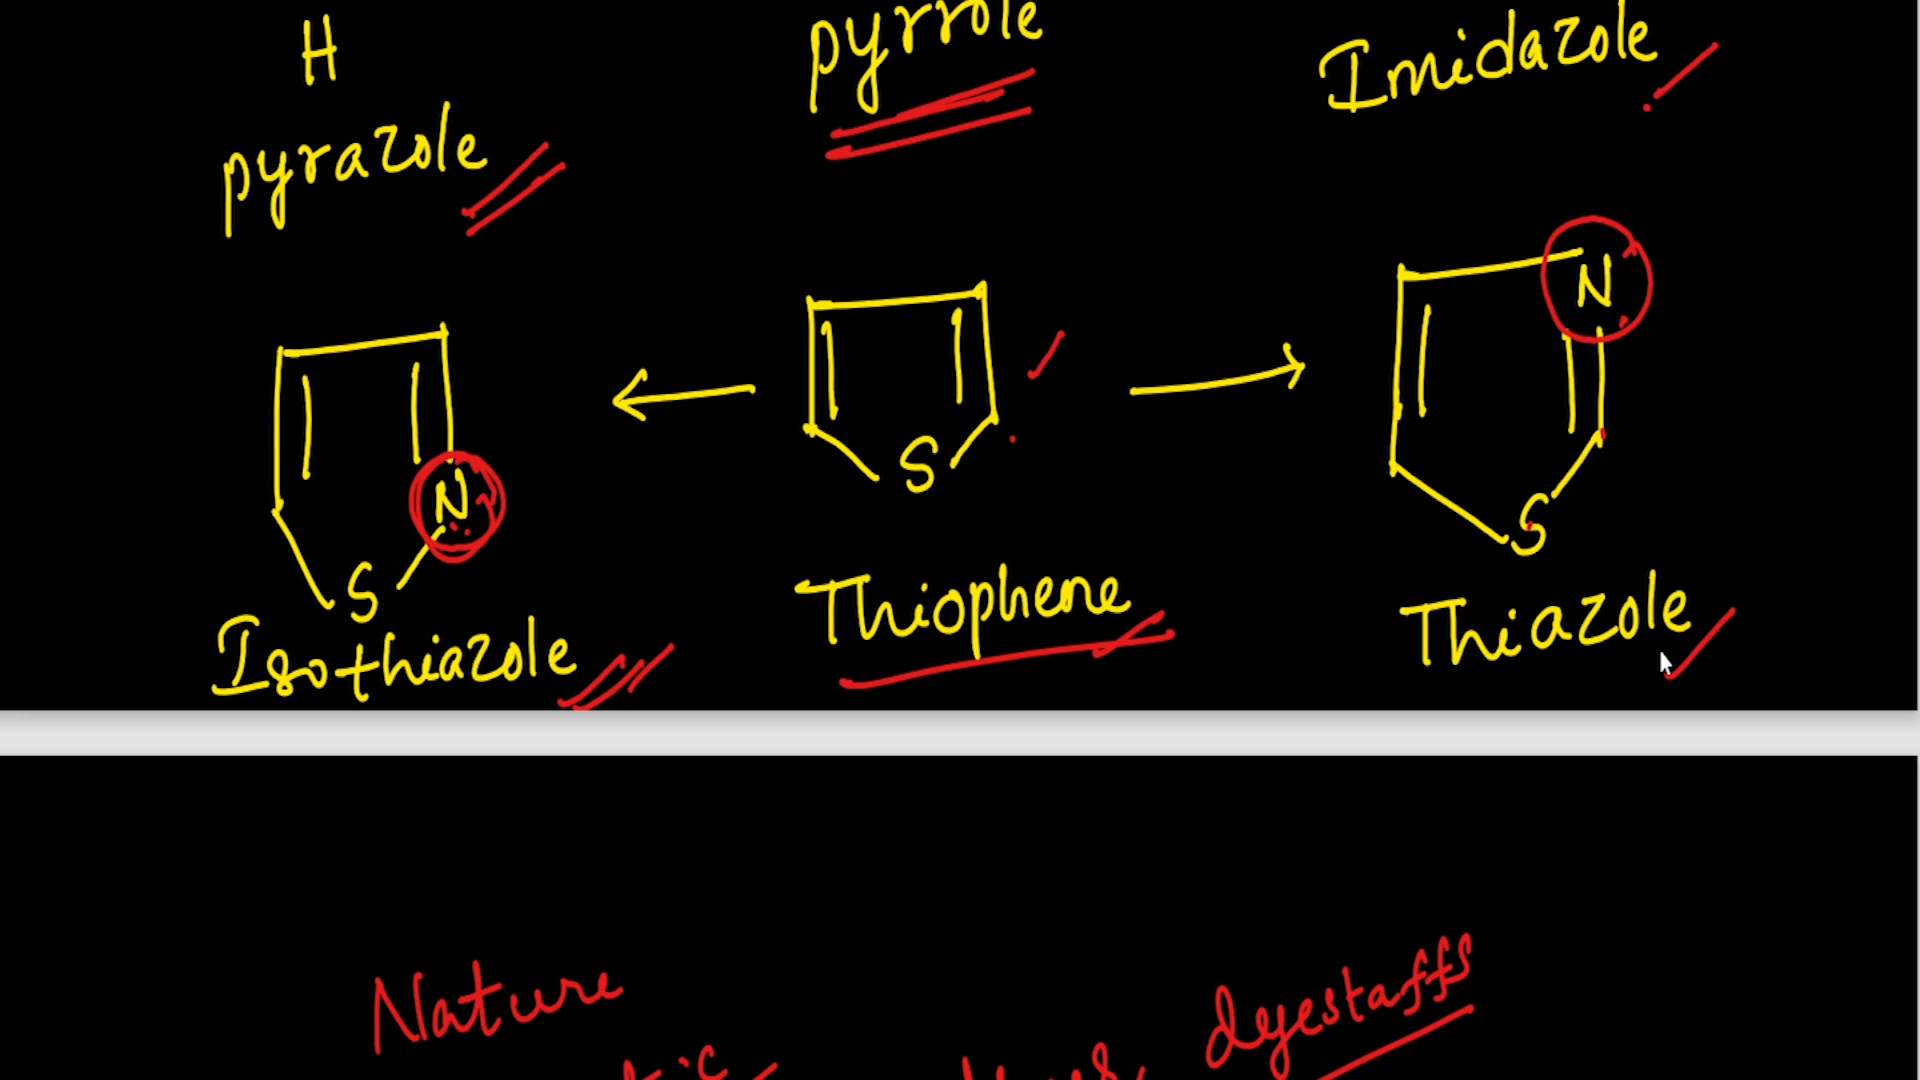 H
pyrrole
Imidazole
pyrazole
N
S
N
S
N
S
Thiophene
Thiazole
Isothiazole
Nature
dyestaffs